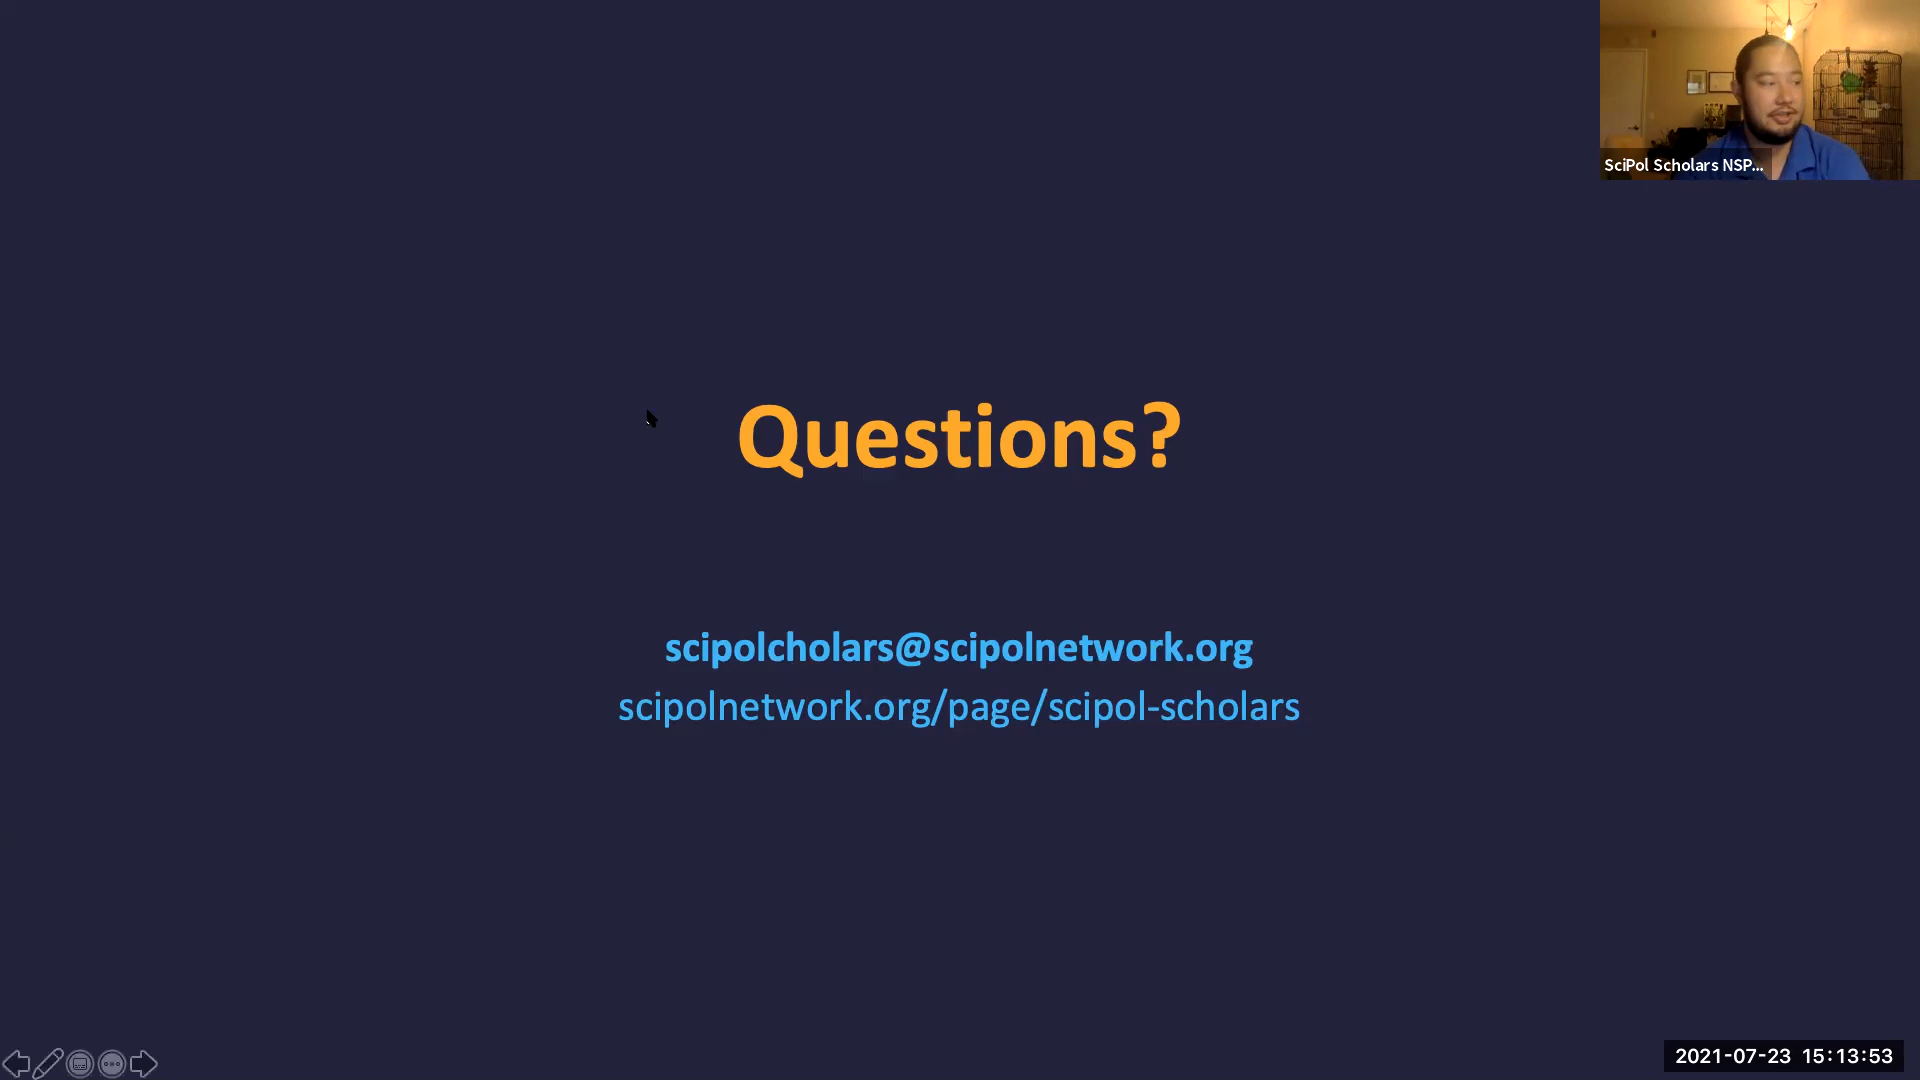 SciPol Scholars NSP...
Questions?
scipolcholars@scipolnetwork.org
scipolnetwork.org/page/scipol-scholars
2021-07-23 15:13:53